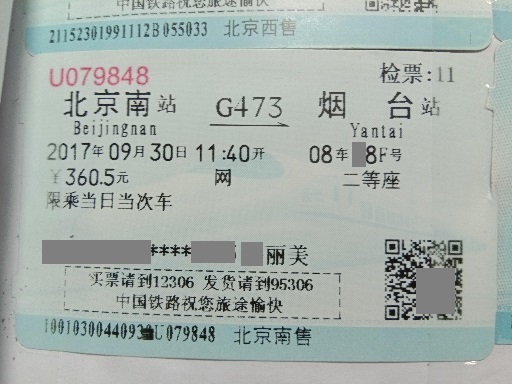 中国铁路祝您旅途愉快
21152301991112B055033 北京西售
U079848 检票:11
北京南站 G473 烟台站
Beijingnan Yantai
2017年09月30日 11:40开 08车 8F号
￥360.5元 网 二等座
限乘当日当次车
**** 丽美
买票请到12306 发货请到95306
中国铁路祝您旅途愉快
U079848 北京南售